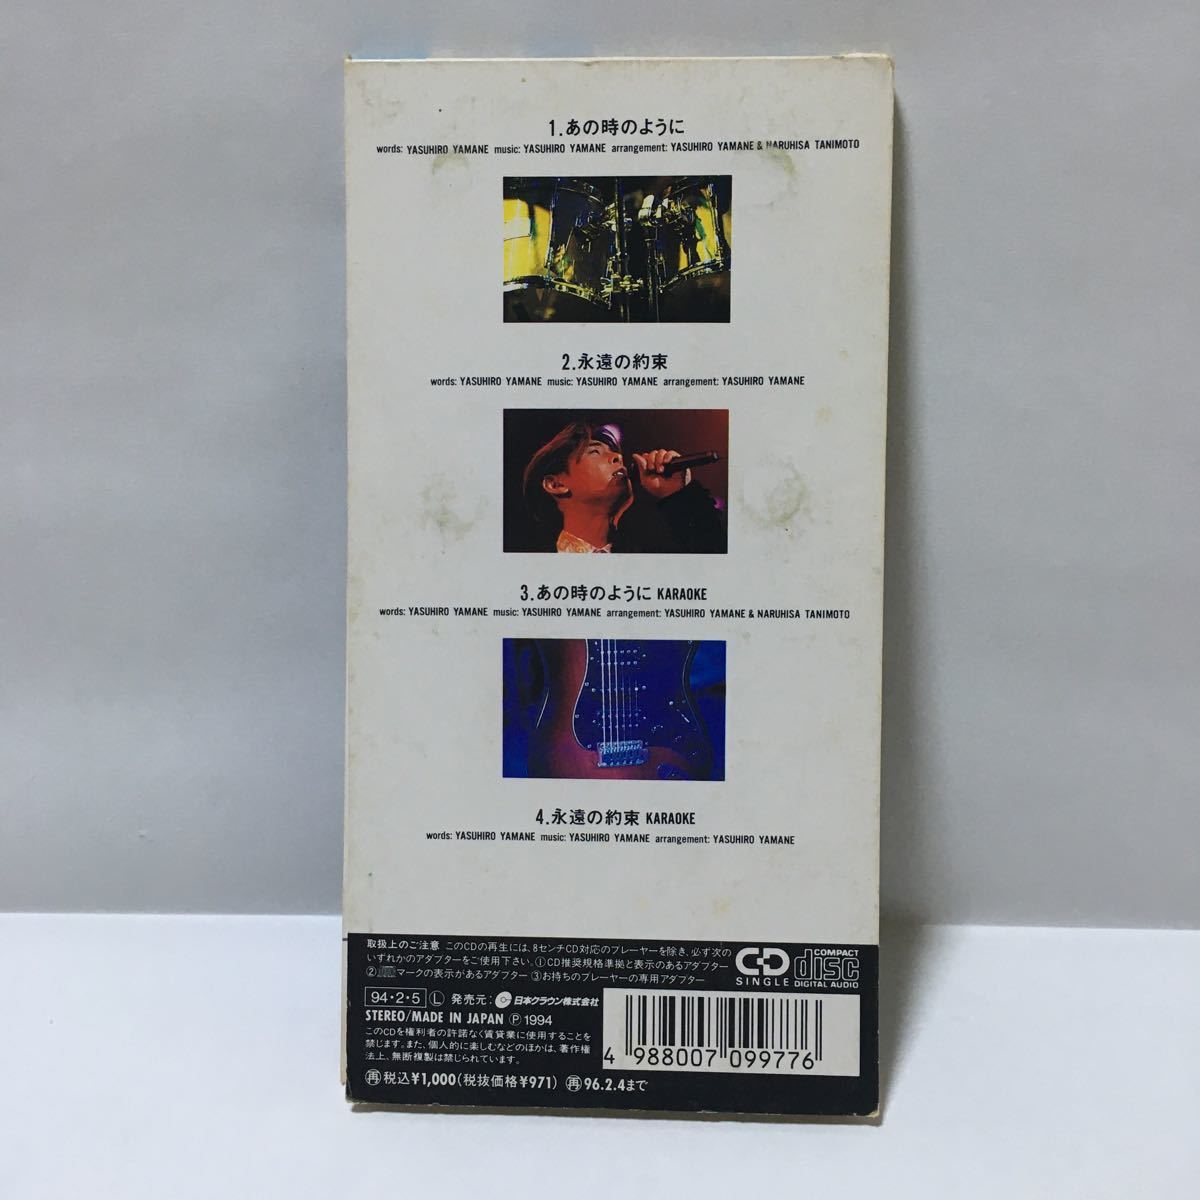 1.あの時のように
words: YASUHIRO YAMANE music: YASUHIRO YAMANE arrangement: YASUHIRO YAMANE & NARUHISA TANIMOTO
2.永遠の約束
words: YASUHIRO YAMANE music: YASUHIRO YAMANE arrangement: YASUHIRO YAMANE
3.あの時のように KARAOKE
words: YASUHIRO YAMANE music: YASUHIRO YAMANE arrangement: YASUHIRO YAMANE & NARUHISA TANIMOTO
4.永遠の約束 KARAOKE
words: YASUHIRO YAMANE music: YASUHIRO YAMANE arrangement: YASUHIRO YAMANE
取扱上のご注意 このCDの再生には、8センチCD対応のプレーヤーを除き、必ず次の
いずれかのアダプターをご使用下さい。①CD推奨規格準拠と表示のあるアダプター
②マークの表示があるアダプター ③お持ちのプレーヤーの専用アダプター
CD SINGLE
COMPACT disc DIGITAL AUDIO
94・2・5 Ⓛ 発売元: 日本クラウン株式会社
STEREO/MADE IN JAPAN Ⓟ1994
このCDを権利者の許諾なく賃貸業に使用することを
禁じます。また、個人的に楽しむなどのほかは、著作権
法上、無断複製は禁じられています。
4 988007 099776
再税込¥1,000(税抜価格¥971) 再96.2.4まで